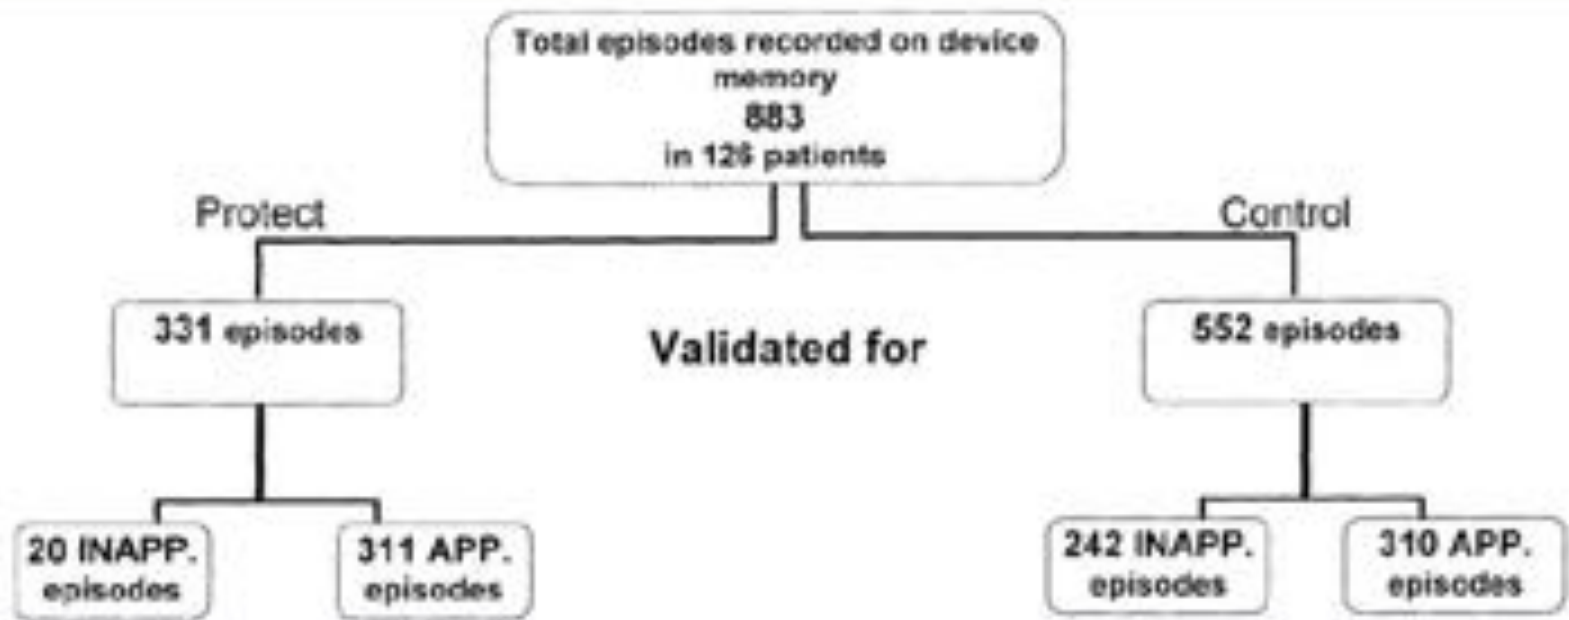 Total episodes recorded on device
memory
883
in 126 patients
Protect
Control
331 episodes
Validated for
552 episodes
20 INAPP.
episodes
311 APP.
episodes
242 INAPP.
episodes
310 APP.
episodes